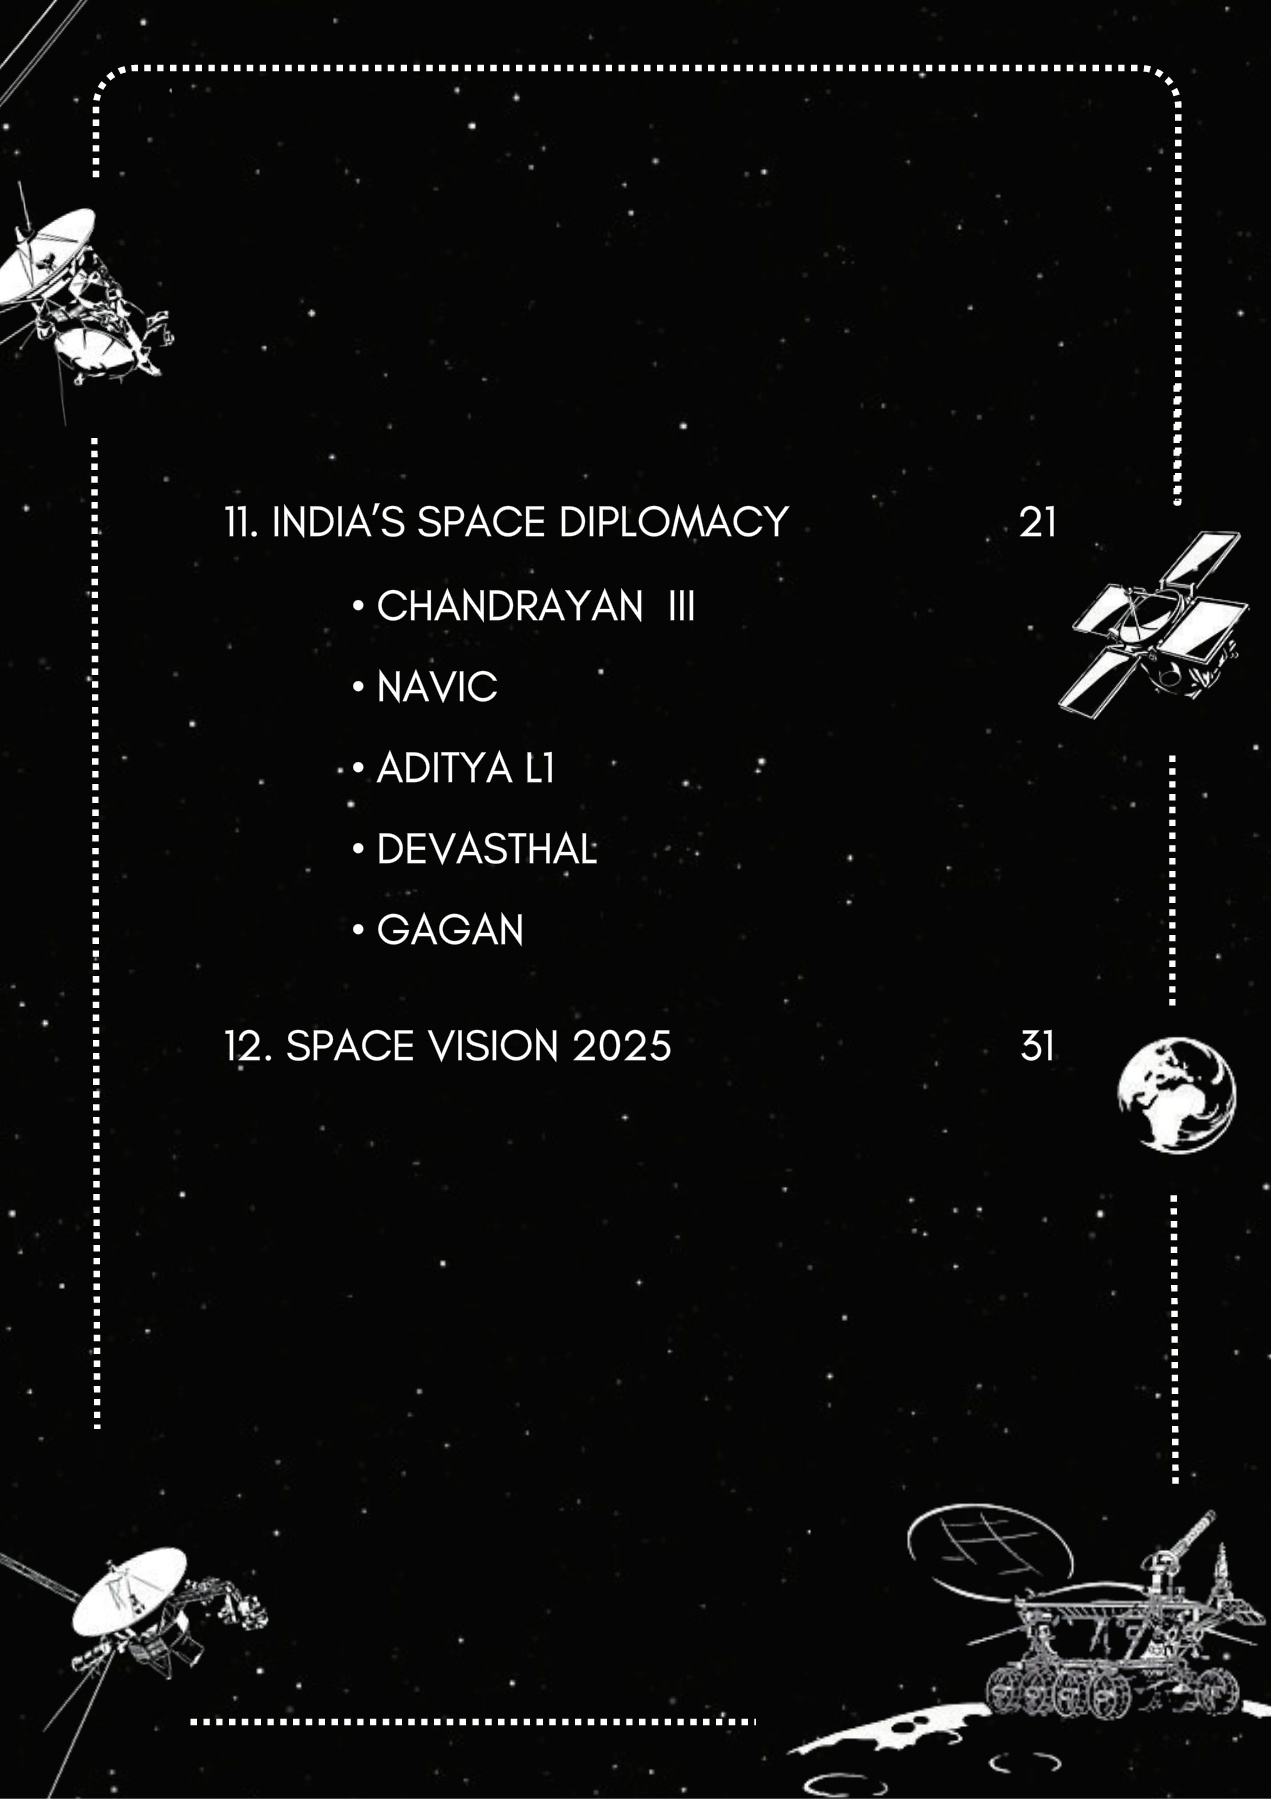 11. INDIA’S SPACE DIPLOMACY 21
• CHANDRAYAN III
• NAVIC
• ADITYA L1
• DEVASTHAL
• GAGAN
12. SPACE VISION 2025 31